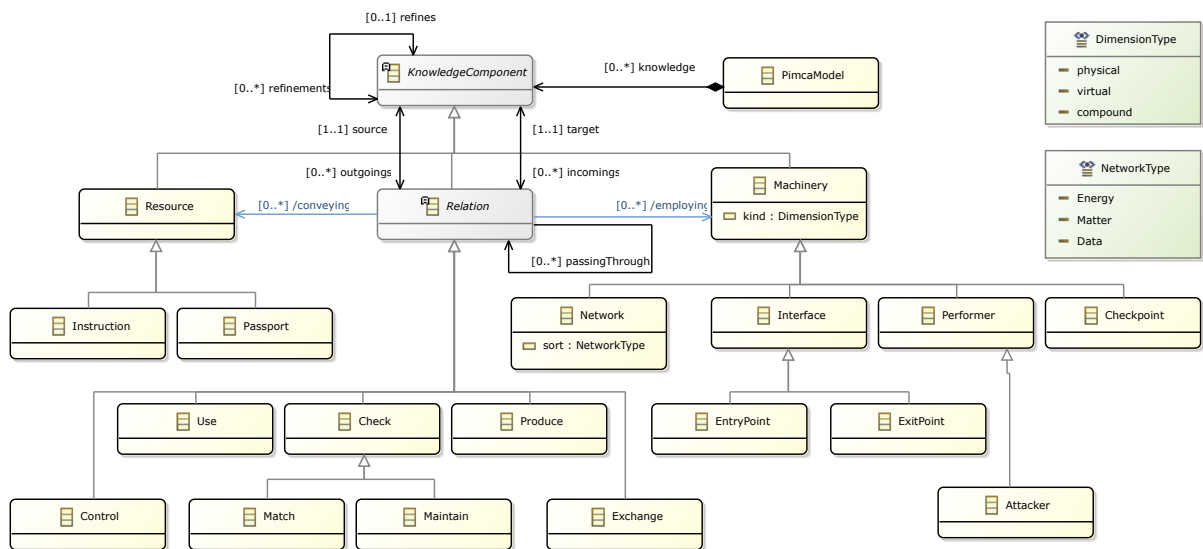 [0..1] refines
KnowledgeComponent
[0..*] knowledge
PimcaModel
DimensionType
physical
virtual
compound
[0..*] refinements
[1..1] source
[1..1] target
[0..*] outgoings
[0..*] incomings
NetworkType
Energy
Matter
Data
Resource
[0..*] /conveying
Relation
[0..*] /employing
Machinery
kind : DimensionType
[0..*] passingThrough
Instruction
Passport
Network
sort : NetworkType
Interface
Performer
Checkpoint
Use
Check
Produce
EntryPoint
ExitPoint
Control
Match
Maintain
Exchange
Attacker